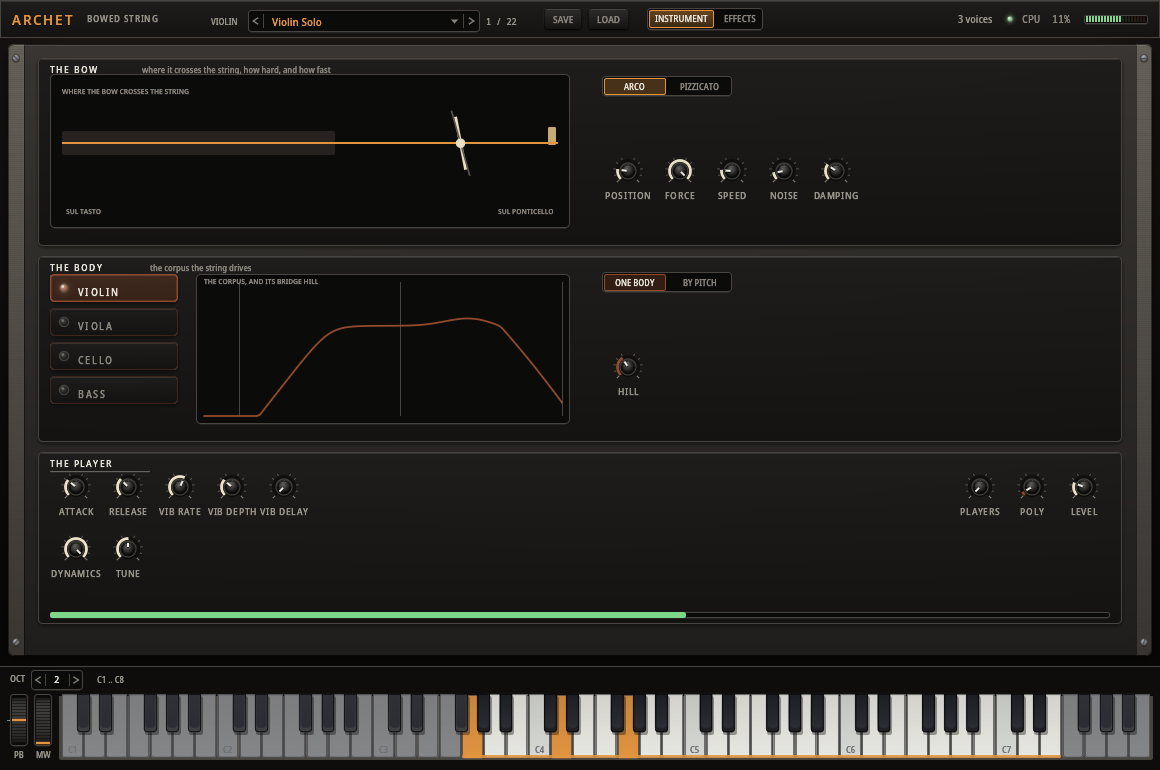 ARCHET BOWED STRING VIOLIN < Violin Solo > 1 / 22 SAVE LOAD INSTRUMENT EFFECTS 3 voices CPU 11%
THE BOW where it crosses the string, how hard, and how fast
WHERE THE BOW CROSSES THE STRING
ARCO PIZZICATO
POSITION FORCE SPEED NOISE DAMPING
SUL TASTO SUL PONTICELLO
THE BODY the corpus the string drives
THE CORPUS, AND ITS BRIDGE HILL
ONE BODY BY PITCH
VIOLIN
VIOLA
CELLO
BASS
HILL
THE PLAYER
ATTACK RELEASE VIB RATE VIB DEPTH VIB DELAY PLAYERS POLY LEVEL
DYNAMICS TUNE
OCT < 2 > C1 .. C8
C1 C2 C3 C4 C5 C6 C7
PB MW